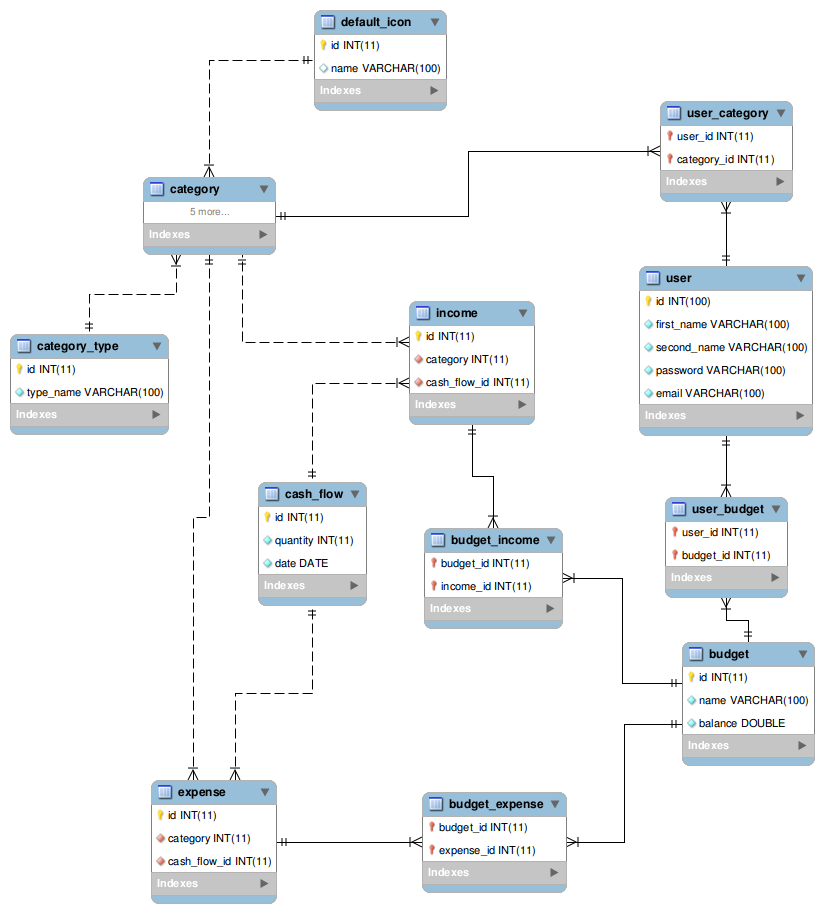 default_icon
id INT(11)
name VARCHAR(100)
Indexes
user_category
user_id INT(11)
category_id INT(11)
Indexes
category
5 more...
Indexes
user
id INT(100)
first_name VARCHAR(100)
second_name VARCHAR(100)
password VARCHAR(100)
email VARCHAR(100)
Indexes
income
id INT(11)
category INT(11)
cash_flow_id INT(11)
Indexes
category_type
id INT(11)
type_name VARCHAR(100)
Indexes
cash_flow
id INT(11)
quantity INT(11)
date DATE
Indexes
user_budget
user_id INT(11)
budget_id INT(11)
Indexes
budget_income
budget_id INT(11)
income_id INT(11)
Indexes
budget
id INT(11)
name VARCHAR(100)
balance DOUBLE
Indexes
expense
id INT(11)
category INT(11)
cash_flow_id INT(11)
Indexes
budget_expense
budget_id INT(11)
expense_id INT(11)
Indexes